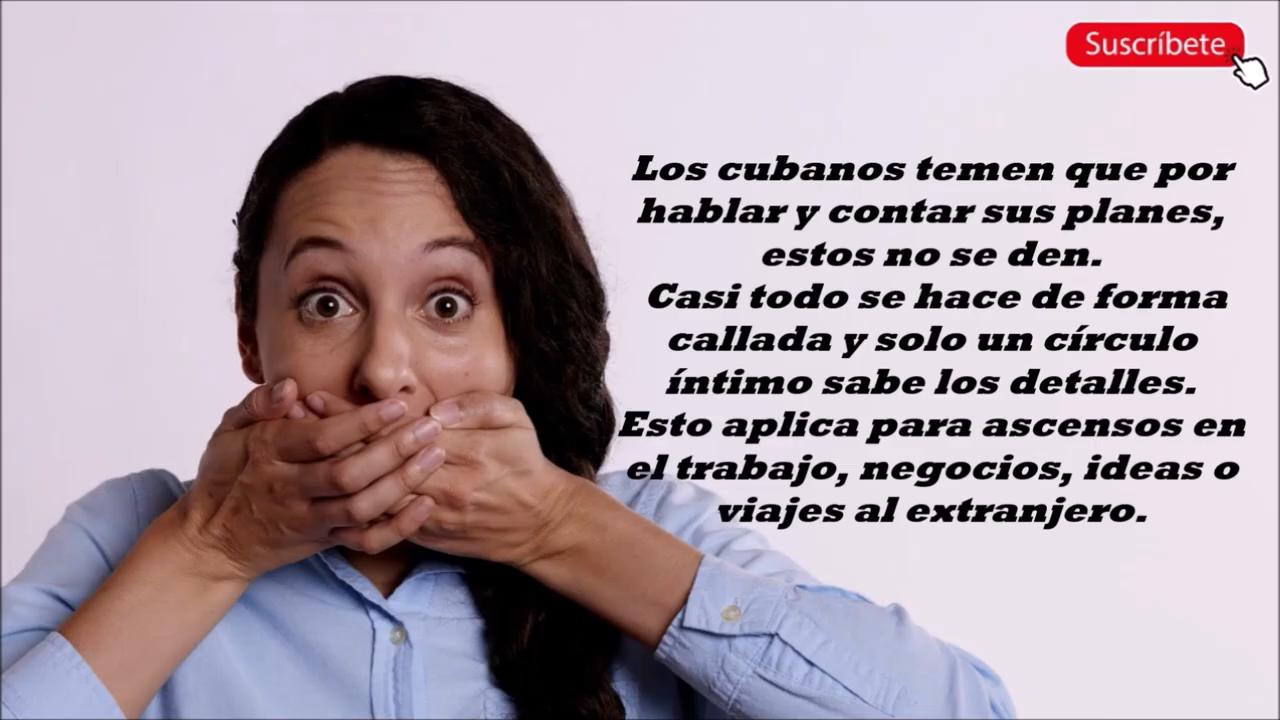 Suscríbete
Los cubanos temen que por
hablar y contar sus planes,
estos no se den.
Casi todo se hace de forma
callada y solo un círculo
íntimo sabe los detalles.
Esto aplica para ascensos en
el trabajo, negocios, ideas o
viajes al extranjero.